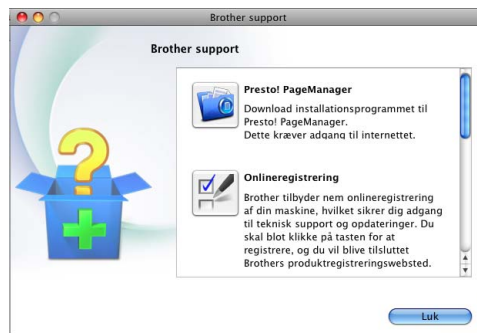 Brother support
Brother support
Presto! PageManager
Download installationsprogrammet til
Presto! PageManager.
Dette kræver adgang til internettet.
Onlineregistrering
Brother tilbyder nem onlineregistrering
af din maskine, hvilket sikrer dig adgang
til teknisk support og opdateringer. Du
skal blot klikke på tasten for at
registrere, og du vil blive tilsluttet
Brothers produktregistreringswebsted.
Luk